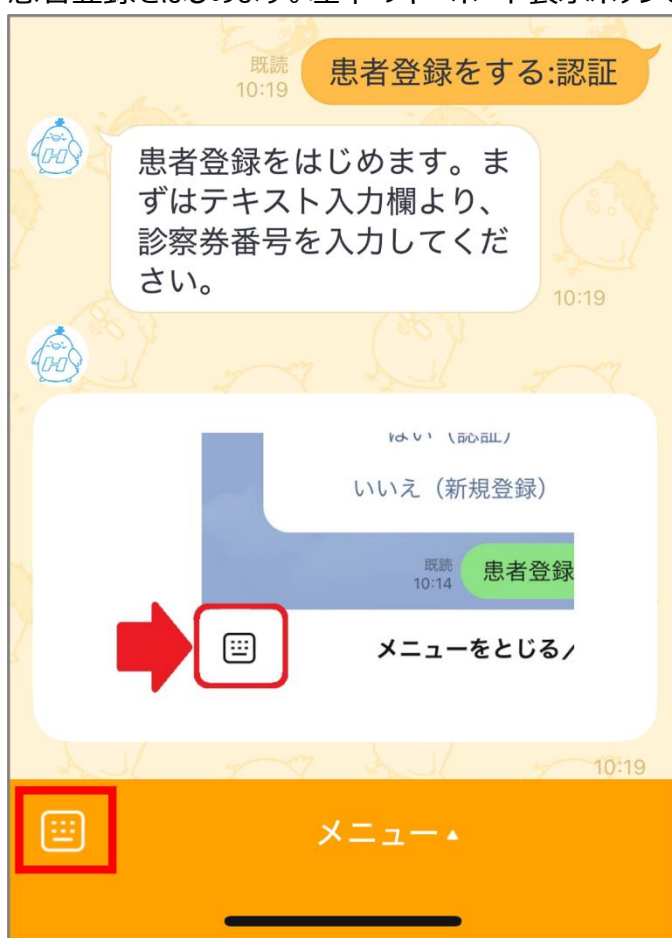 既読
10:19
患者登録をする:認証
患者登録をはじめます。ま
ずはテキスト入力欄より、
診察券番号を入力してくだ
さい。
10:19
いいえ（新規登録）
既読
10:14
患者登録
メニューをとじる
10:19
メニュー▲